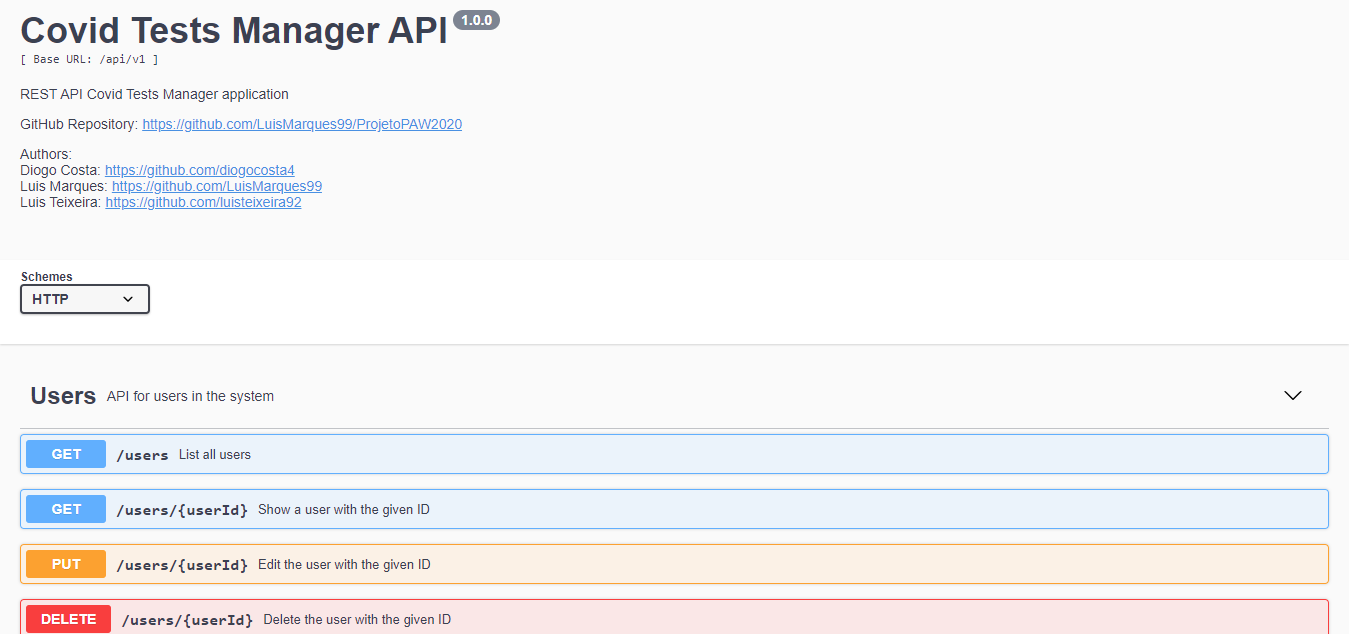 Covid Tests Manager API 1.0.0
[ Base URL: /api/v1 ]
REST API Covid Tests Manager application
GitHub Repository: https://github.com/LuisMarques99/ProjetoPAW2020
Authors:
Diogo Costa: https://github.com/diogocosta4
Luis Marques: https://github.com/LuisMarques99
Luis Teixeira: https://github.com/luisteixeira92
Schemes
HTTP
Users API for users in the system
GET /users List all users
GET /users/{userId} Show a user with the given ID
PUT /users/{userId} Edit the user with the given ID
DELETE /users/{userId} Delete the user with the given ID